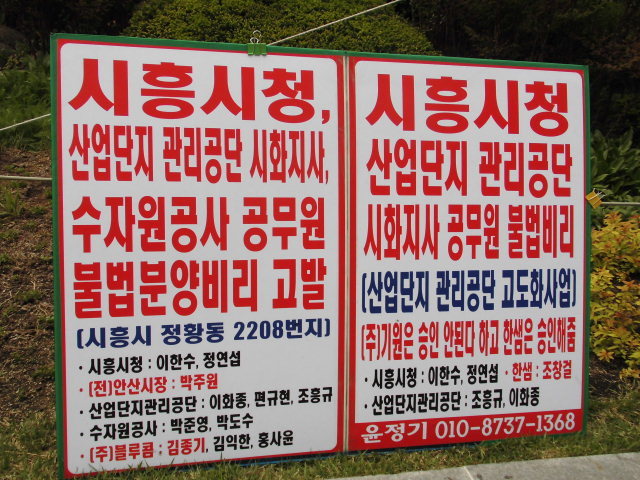 시흥시청,
산업단지 관리공단 시화지사,
수자원공사 공무원
불법분양비리 고발
(시흥시 정황동 2208번지)
· 시흥시청 : 이한수, 정연섭
· (전)안산시장 : 박주원
· 산업단지관리공단 : 이화종, 편규현, 조흥규
· 수자원공사 : 박준영, 박도수
· (주)블루콤 : 김종기, 김익한, 홍사윤
시흥시청
산업단지 관리공단
시화지사 공무원 불법비리
(산업단지 관리공단 고도화사업)
(주)기원은 승인 안된다 하고 한샘은 승인해줌
· 시흥시청 : 이한수, 정연섭 · 한샘 : 조창걸
· 산업단지관리공단 : 조흥규, 이화종
윤정기 010-8737-1368